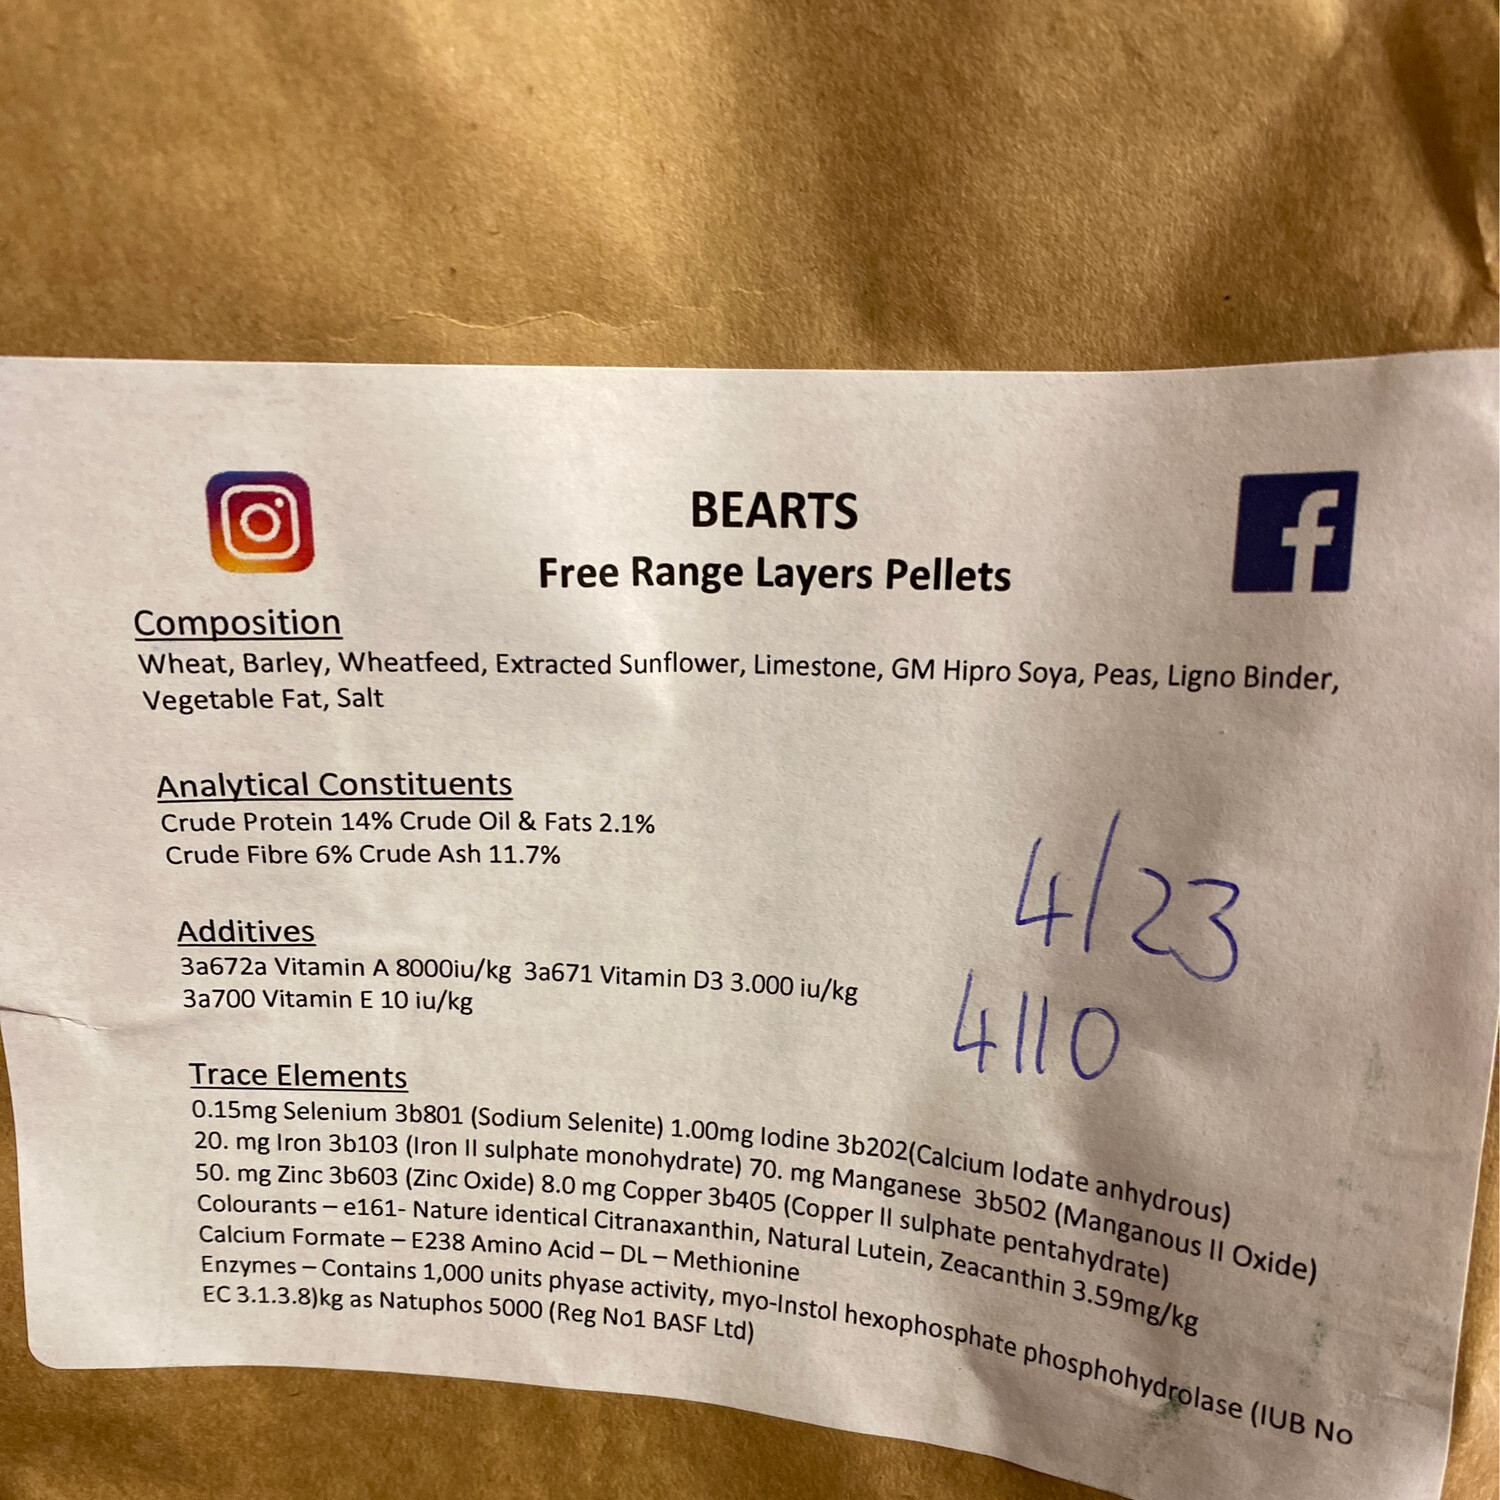 BEARTS
Free Range Layers Pellets
Composition
Wheat, Barley, Wheatfeed, Extracted Sunflower, Limestone, GM Hipro Soya, Peas, Ligno Binder,
Vegetable Fat, Salt
Analytical Constituents
Crude Protein 14% Crude Oil & Fats 2.1%
Crude Fibre 6% Crude Ash 11.7%
4/23
Additives
3a672a Vitamin A 8000iu/kg 3a671 Vitamin D3 3.000 iu/kg
3a700 Vitamin E 10 iu/kg
4110
Trace Elements
0.15mg Selenium 3b801 (Sodium Selenite) 1.00mg Iodine 3b202(Calcium Iodate anhydrous)
20. mg Iron 3b103 (Iron II sulphate monohydrate) 70. mg Manganese 3b502 (Manganous II Oxide)
50. mg Zinc 3b603 (Zinc Oxide) 8.0 mg Copper 3b405 (Copper II sulphate pentahydrate)
Colourants – e161- Nature identical Citranaxanthin, Natural Lutein, Zeacanthin 3.59mg/kg
Calcium Formate – E238 Amino Acid – DL – Methionine
Enzymes – Contains 1,000 units phyase activity, myo-Instol hexophosphate phosphohydrolase (IUB No
EC 3.1.3.8)kg as Natuphos 5000 (Reg No1 BASF Ltd)